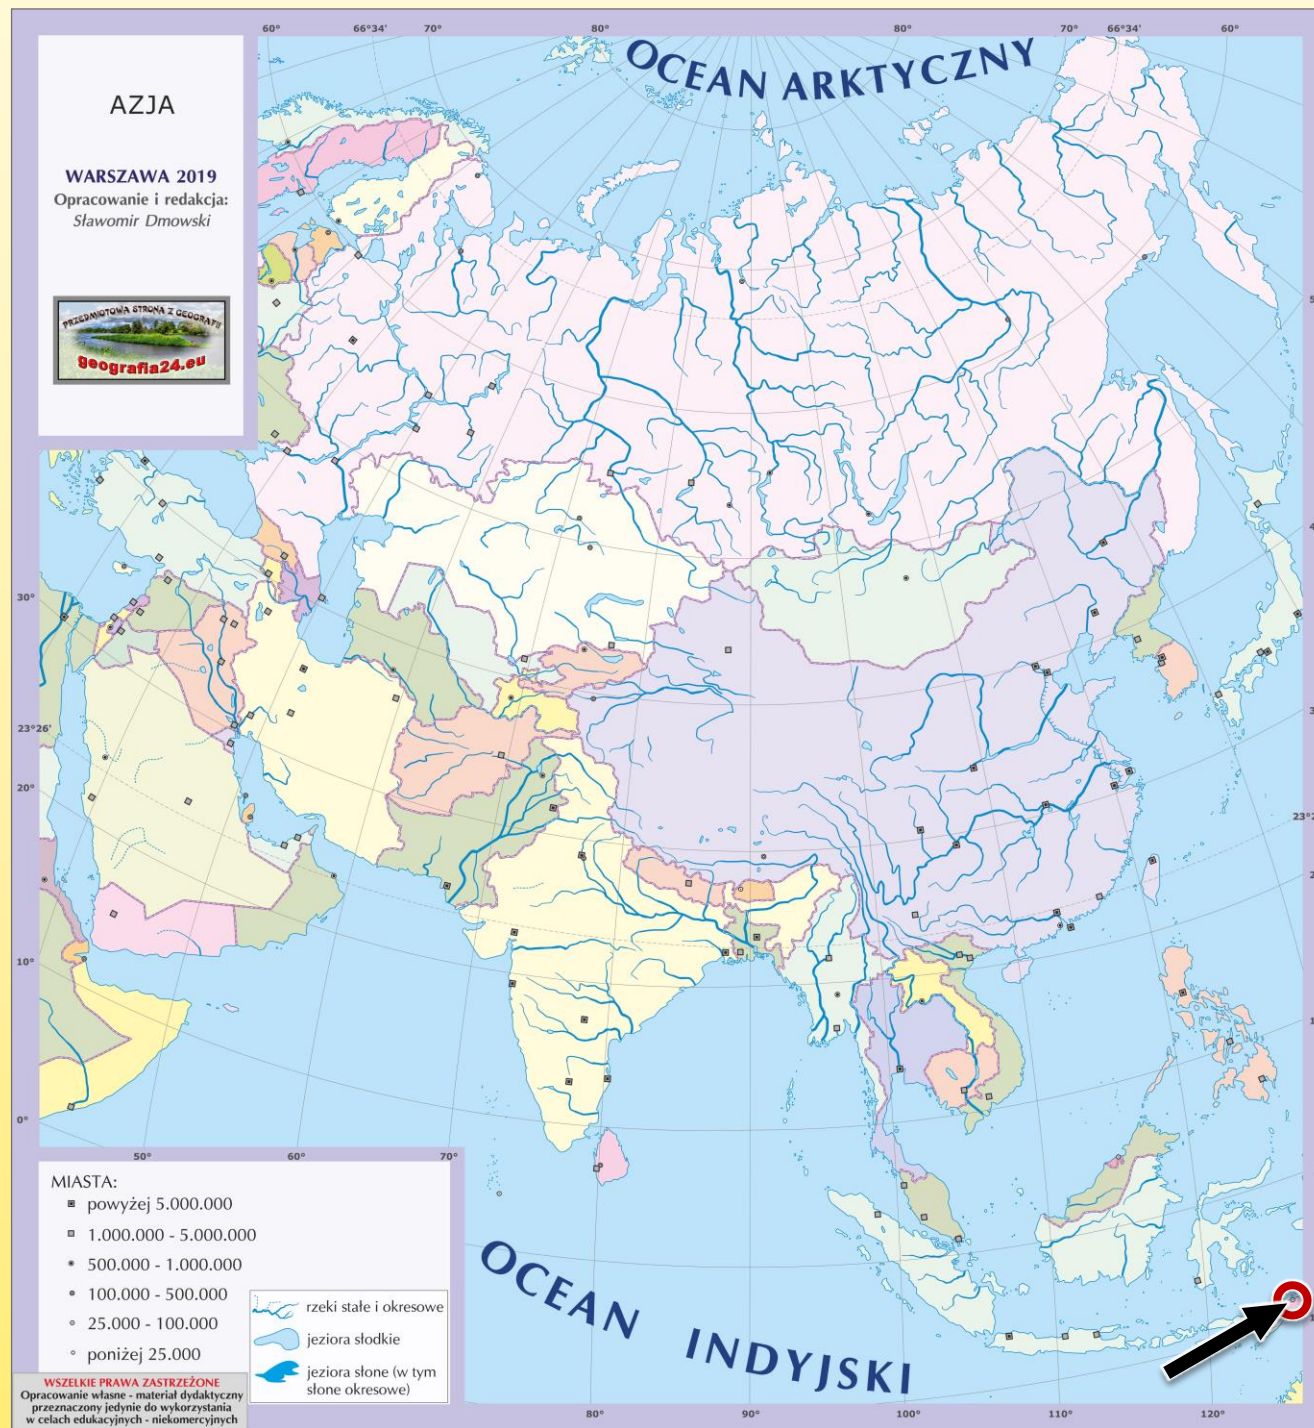 60° 66°34' 70° 80° 80° 70° 66°34' 60°
OCEAN ARKTYCZNY
AZJA
WARSZAWA 2019
Opracowanie i redakcja:
Sławomir Dmowski
PRZEDMIOTOWA STRONA Z GEOGRAFII
geografia24.eu
30°
23°26'
20°
10°
0°
50° 60° 70°
MIASTA:
powyżej 5.000.000
1.000.000 - 5.000.000
500.000 - 1.000.000
100.000 - 500.000
25.000 - 100.000
poniżej 25.000
rzeki stałe i okresowe
jeziora słodkie
jeziora słone (w tym
słone okresowe)
OCEAN INDYJSKI
WSZELKIE PRAWA ZASTRZEŻONE
Opracowanie własne - materiał dydaktyczny
przeznaczony jedynie do wykorzystania
w celach edukacyjnych - niekomercyjnych
80° 90° 100° 110° 120°